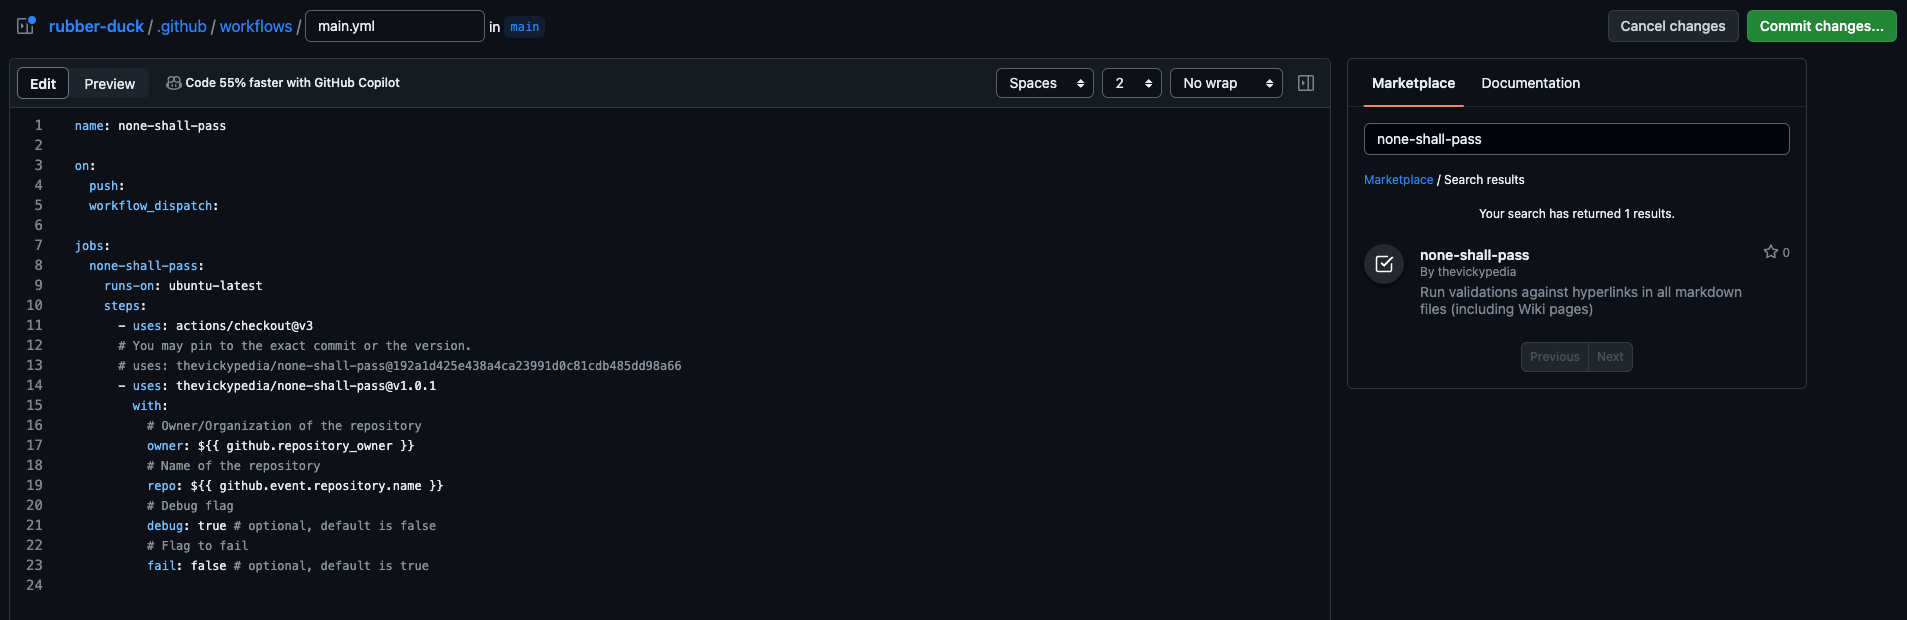 rubber-duck / .github / workflows / main.yml in main
Cancel changes Commit changes...
Edit Preview Code 55% faster with GitHub Copilot Spaces 2 No wrap
1 name: none-shall-pass
2
3 on:
4 push:
5 workflow_dispatch:
6
7 jobs:
8 none-shall-pass:
9 runs-on: ubuntu-latest
10 steps:
11 - uses: actions/checkout@v3
12 # You may pin to the exact commit or the version.
13 # uses: thevickypedia/none-shall-pass@192a1d425e438a4ca23991d0c81cdb485dd98a66
14 - uses: thevickypedia/none-shall-pass@v1.0.1
15 with:
16 # Owner/Organization of the repository
17 owner: ${{ github.repository_owner }}
18 # Name of the repository
19 repo: ${{ github.event.repository.name }}
20 # Debug flag
21 debug: true # optional, default is false
22 # Flag to fail
23 fail: false # optional, default is true
24
Marketplace Documentation
none-shall-pass
Marketplace / Search results
Your search has returned 1 results.
none-shall-pass 0
By thevickypedia
Run validations against hyperlinks in all markdown
files (including Wiki pages)
Previous Next